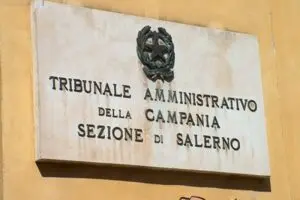 TRIBUNALE AMMINISTRATIVO
DELLA CAMPANIA
SEZIONE DI SALERNO